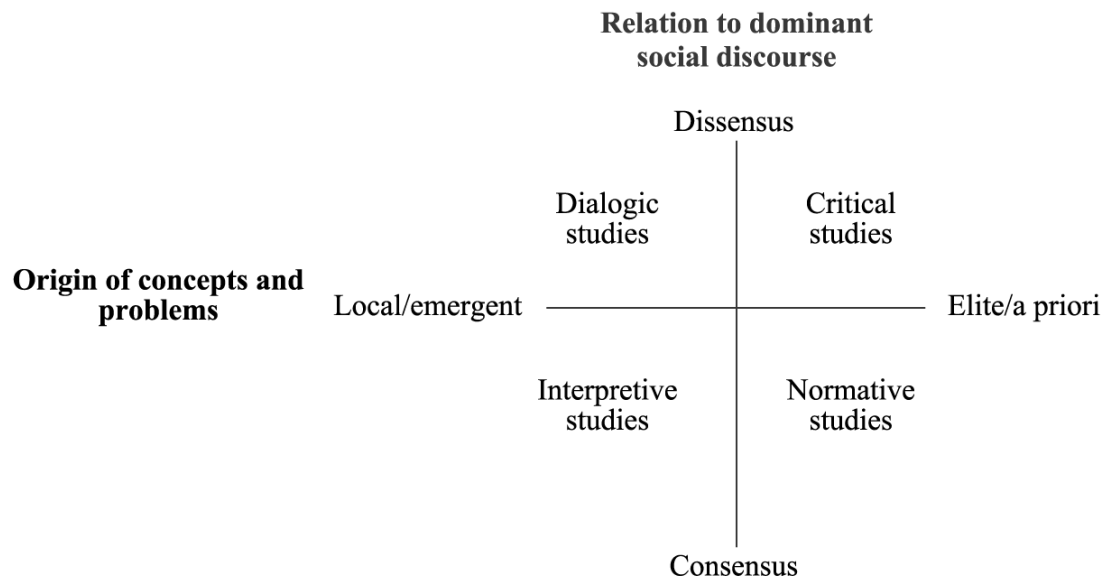 Relation to dominant
social discourse
Dissensus
Dialogic
studies
Critical
studies
Origin of concepts and
problems
Local/emergent
Elite/a priori
Interpretive
studies
Normative
studies
Consensus